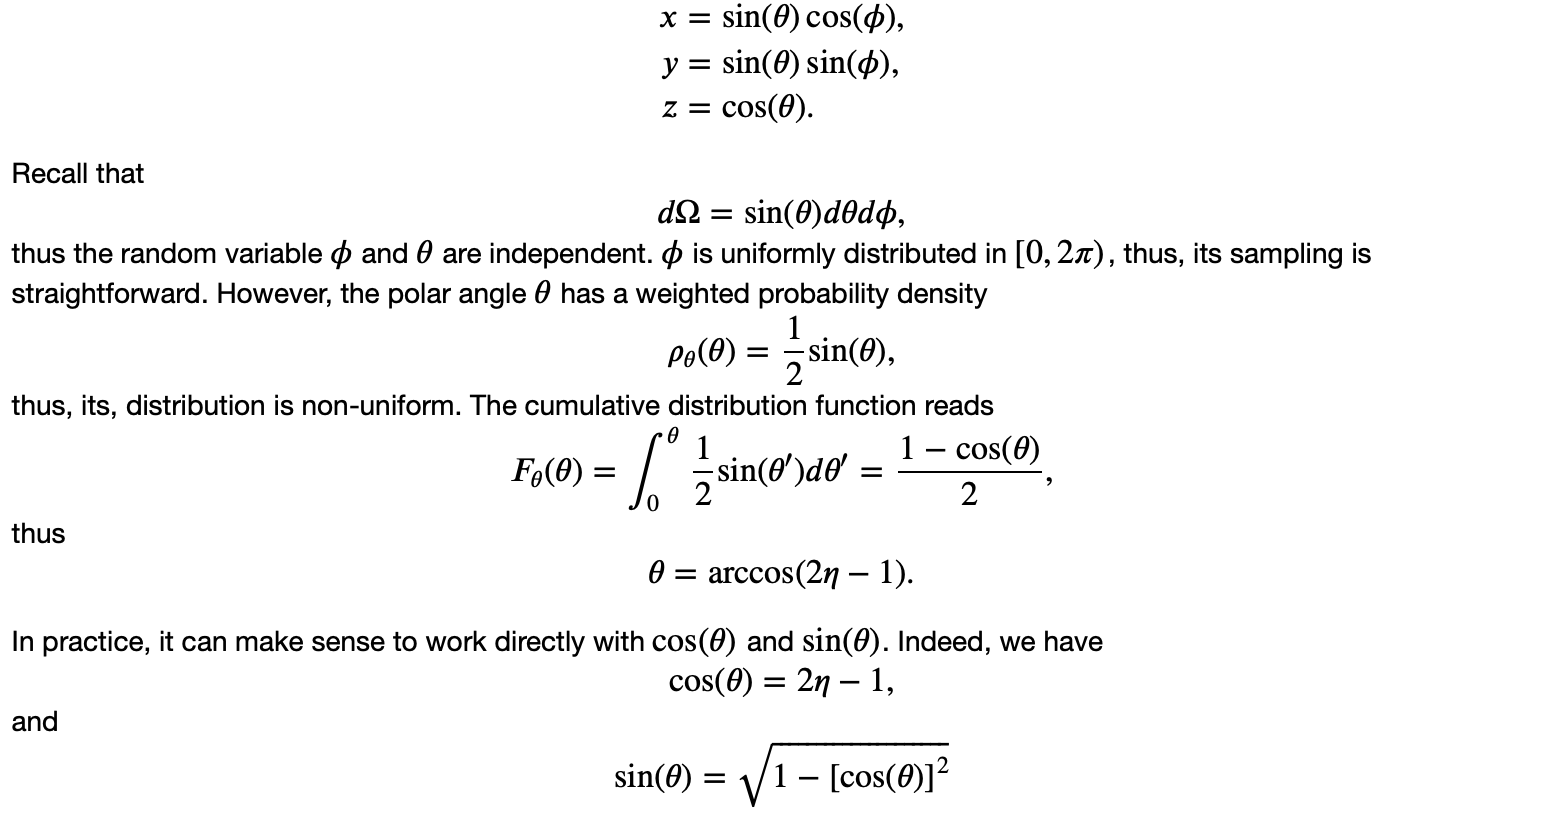 x = sin(θ) cos(ϕ),
y = sin(θ) sin(ϕ),
z = cos(θ).
Recall that
dΩ = sin(θ)dθdϕ,
thus the random variable ϕ and θ are independent. ϕ is uniformly distributed in [0, 2π), thus, its sampling is
straightforward. However, the polar angle θ has a weighted probability density
ρ_θ(θ) = \frac{1}{2} sin(θ),
thus, its, distribution is non-uniform. The cumulative distribution function reads
F_θ(θ) = ∫_0^θ \frac{1}{2} sin(θ′)dθ′ = \frac{1 − cos(θ)}{2},
thus
θ = arccos(2η − 1).
In practice, it can make sense to work directly with cos(θ) and sin(θ). Indeed, we have
cos(θ) = 2η − 1,
and
sin(θ) = \sqrt{1 − [cos(θ)]^2}